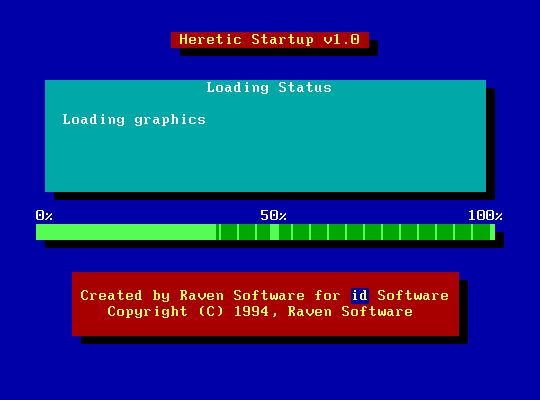 Heretic Startup v1.0
Loading Status
Loading graphics
0% 50% 100%
Created by Raven Software for id Software
Copyright (C) 1994, Raven Software